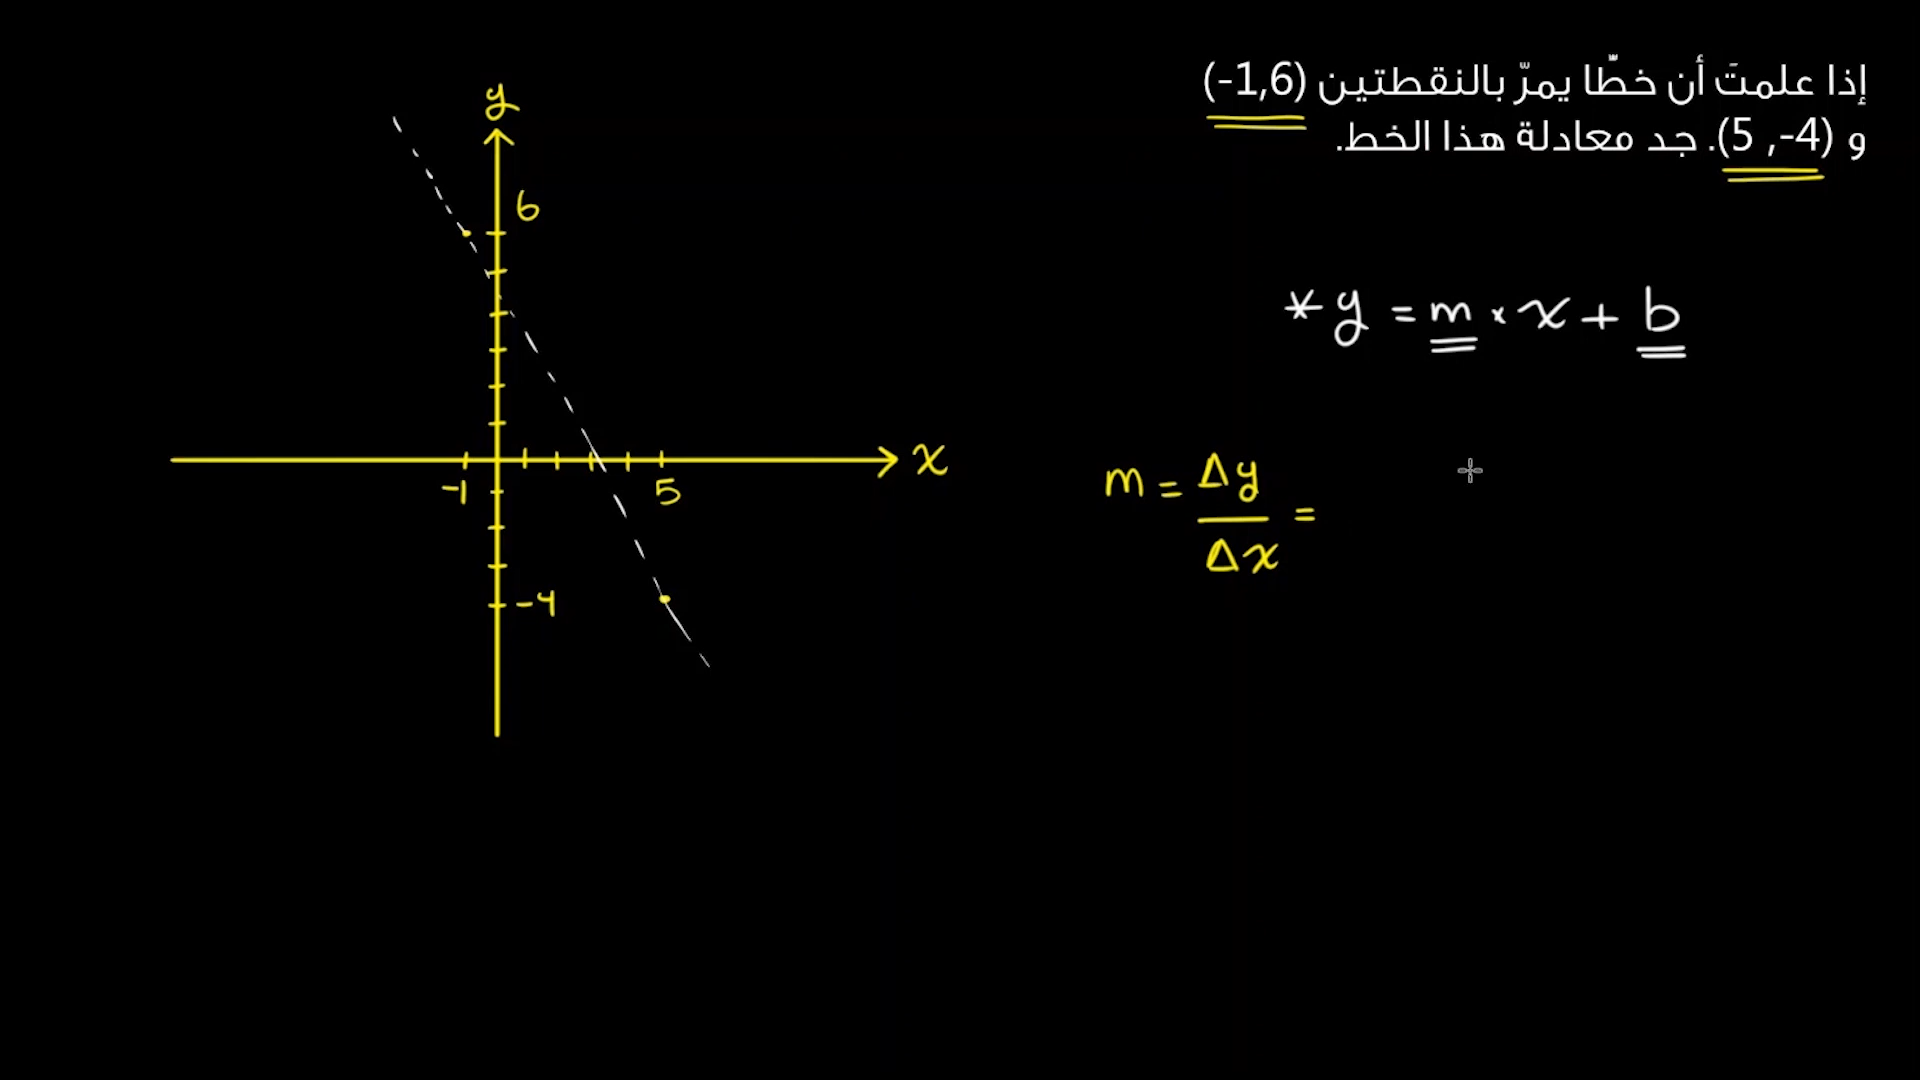 إذا علمتَ أن خطًّا يمرّ بالنقطتين (-1,6)
و (5 ,-4). جد معادلة هذا الخط.
* y = m × x + b
m = Δy / Δx =
y
6
x
-1
5
-4